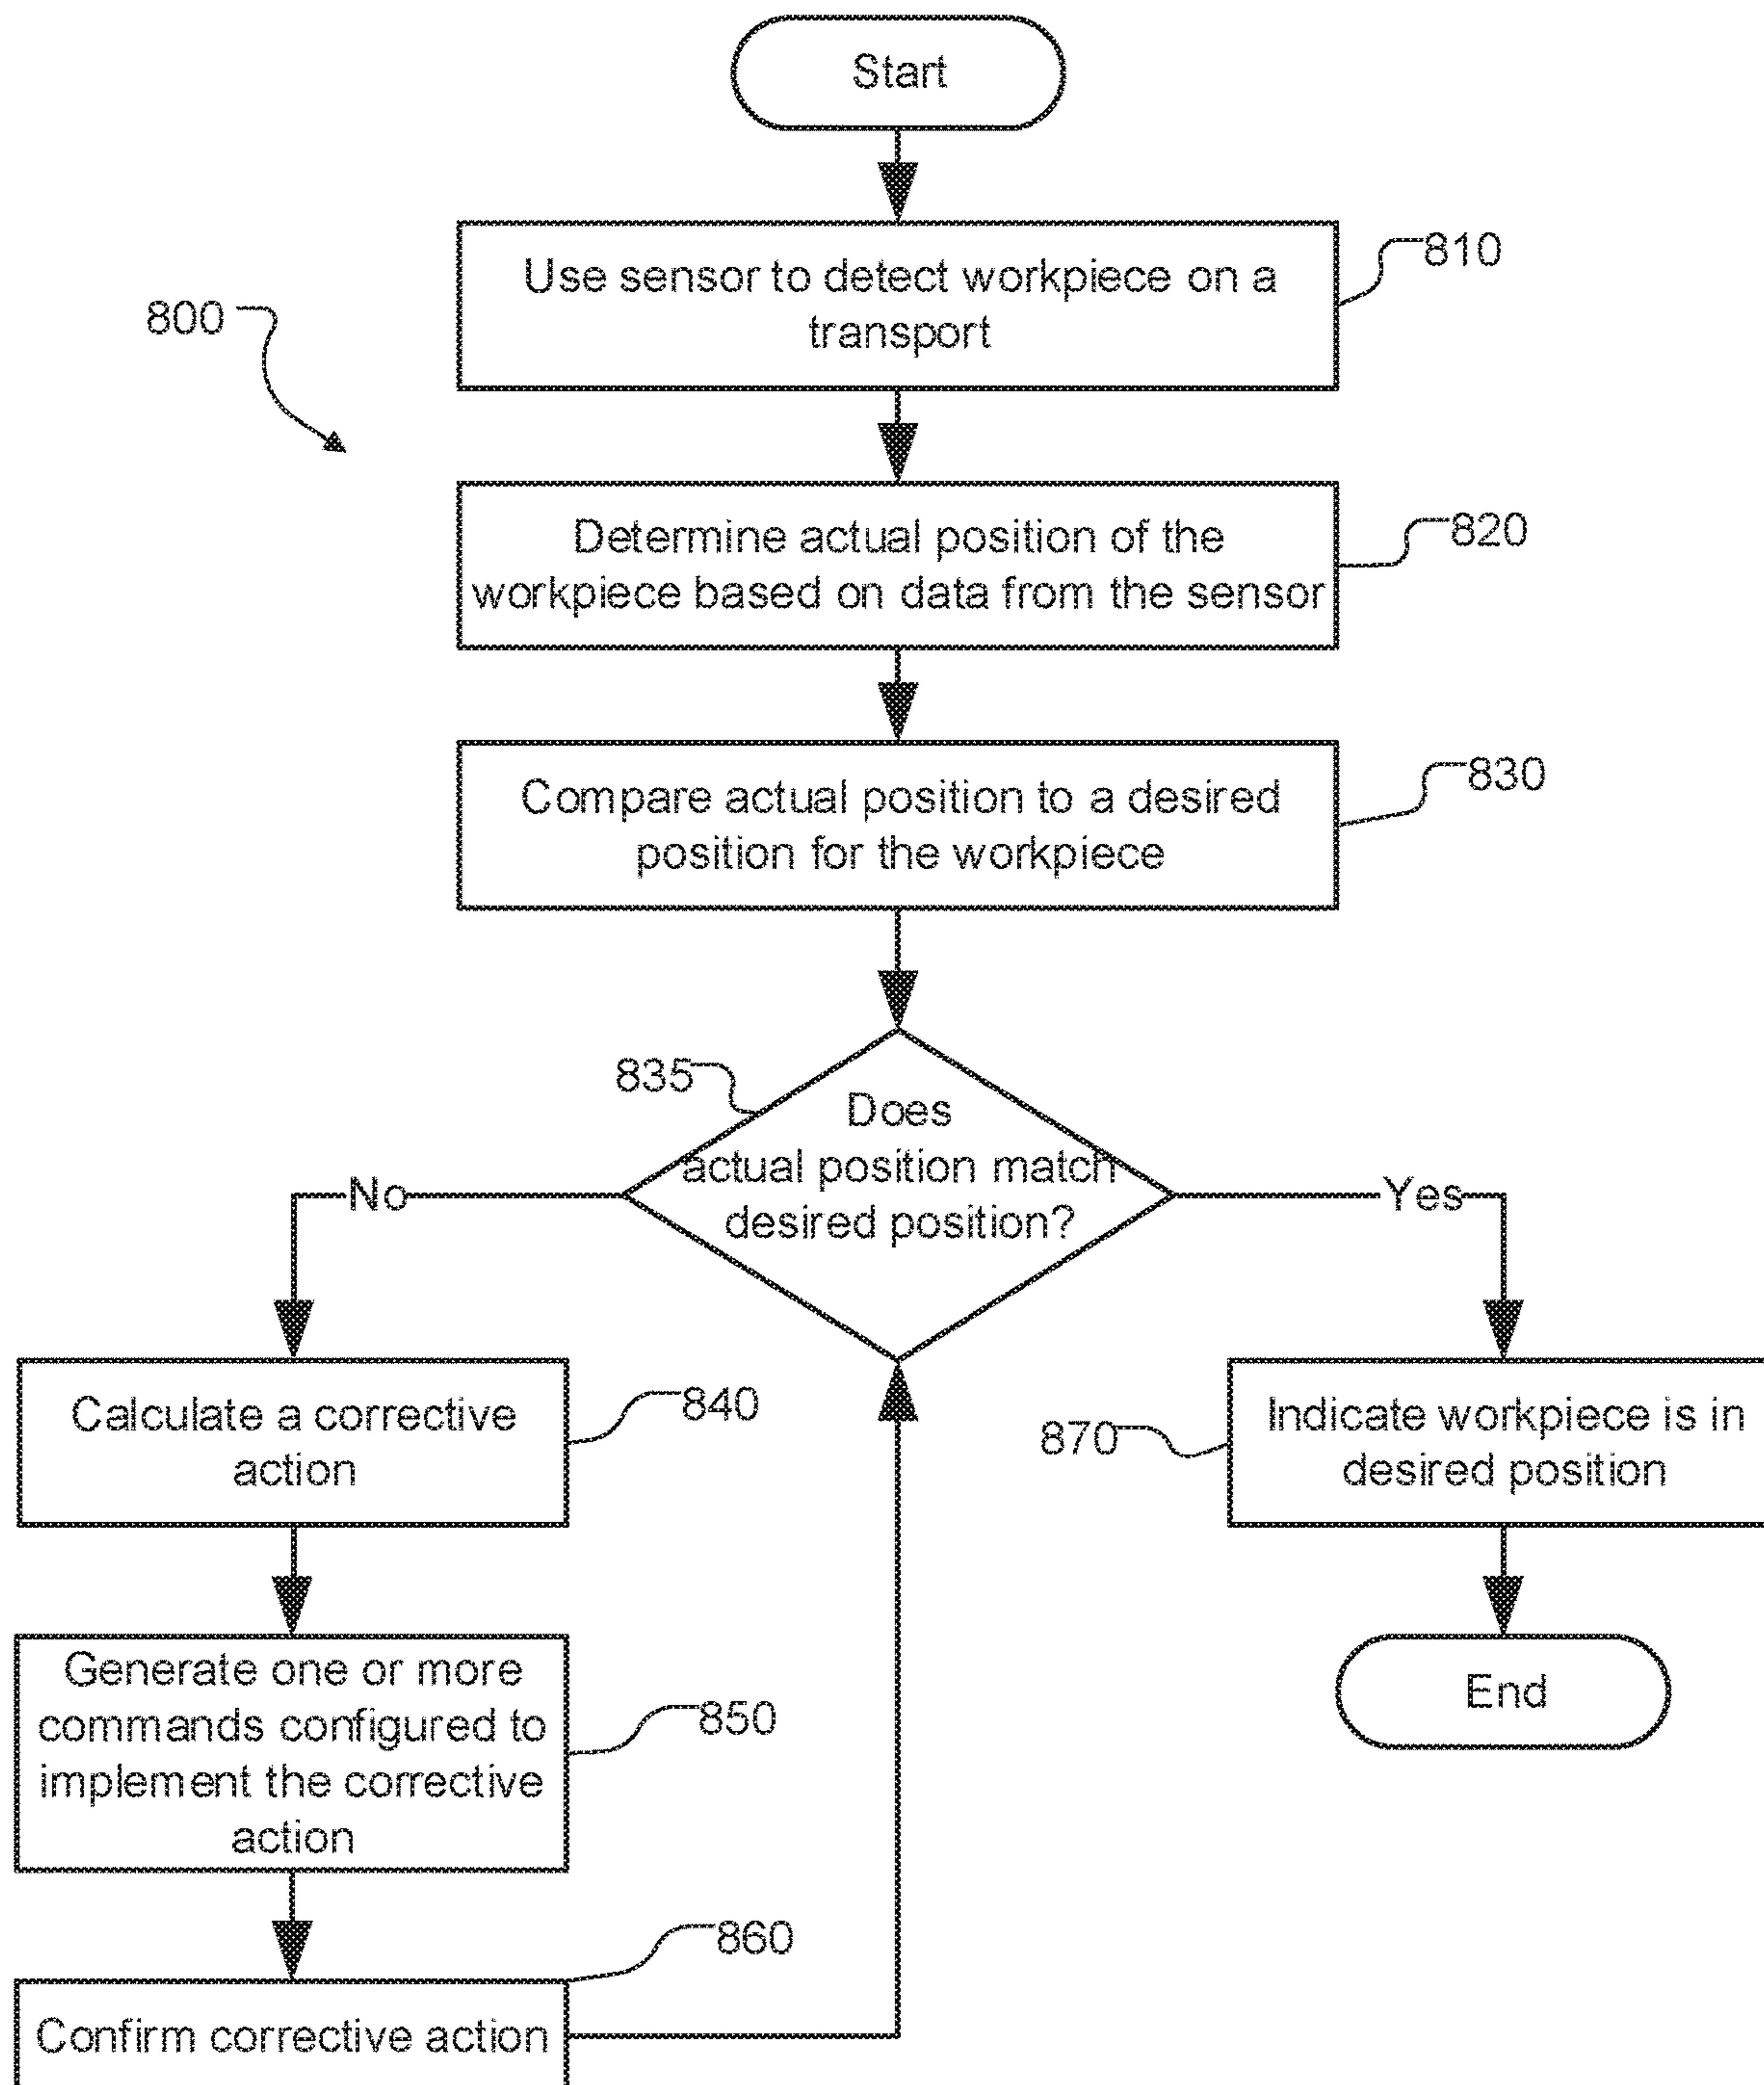 Start
Use sensor to detect workpiece on a
transport
810
800
Determine actual position of the
workpiece based on data from the sensor
820
Compare actual position to a desired
position for the workpiece
830
835
Does
actual position match
desired position?
No
Yes
Calculate a corrective
action
840
870
Indicate workpiece is in
desired position
Generate one or more
commands configured to
implement the corrective
action
850
End
860
Confirm corrective action